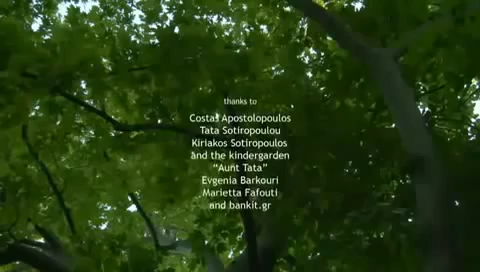 thanks to
Costas Apostolopoulos
Tata Sotiropoulou
Kiriakos Sotiropoulos
and the kindergarden
“Aunt Tata”
Evgenia Barkouri
Marietta Fafouti
and bankit.gr